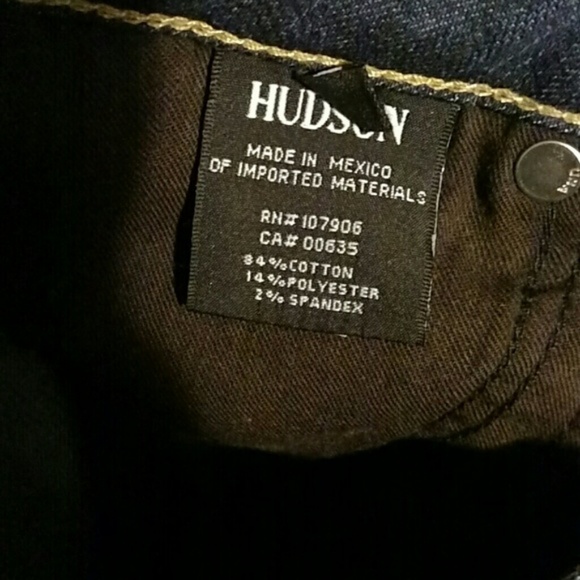 HUDSON
MADE IN MEXICO
OF IMPORTED MATERIALS
RN# 107906
CA# 00635
84% COTTON
14% POLYESTER
2% SPANDEX